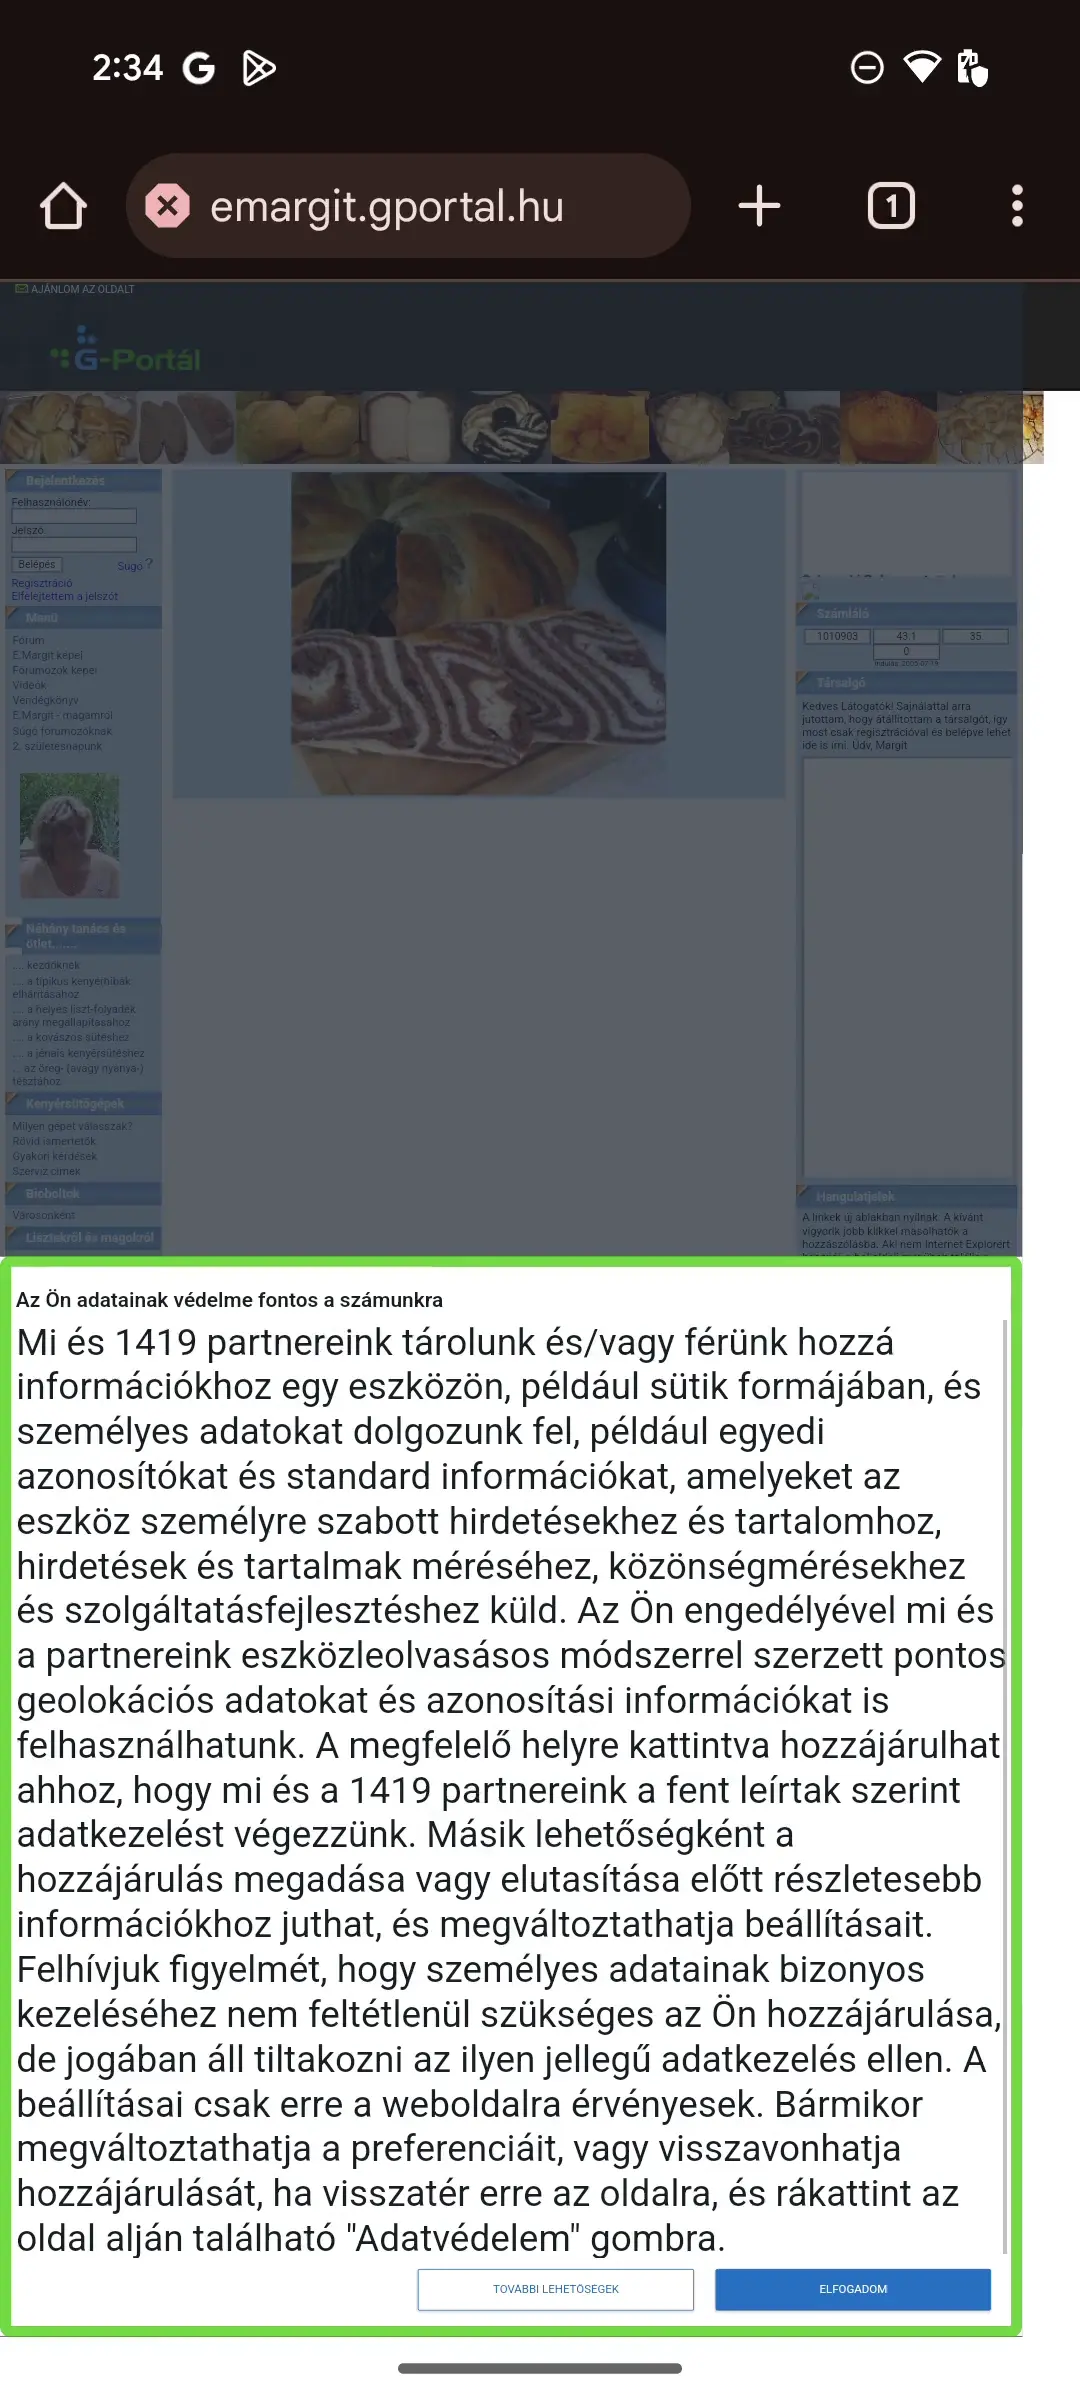 2:34
emargit.gportal.hu
1
AJÁNLOM AZ OLDALT
G-Portál
Bejelentkezés
Felhasználónév:
Jelszó:
Belépés
Súgó ?
Regisztráció
Elfelejtettem a jelszót
Menü
Fórum
E.Margit képei
Fórumozók képei
Videók
Vendégkönyv
E.Margit - magamról
Súgó fórumozóknak
2. születésnapunk
Néhány tanács és
ötlet.......
.... kezdőknek
.... a tipikus kenyérhibák
elhárításához
.... a helyes liszt-folyadék
arány megállapításához
.... a kovászos sütéshez
.... a jénais kenyérsütéshez
... az öreg- (avagy nyanya-)
tésztához
Kenyérsütőgépek
Milyen gépet válasszak?
Rövid ismertetők
Gyakori kérdések
Szerviz címek
Bioboltok
Városonként
Lisztekről és magokról
Számláló
1010903
43.1
35.
0
Indulás: 2005-07-19
Társalgó
Kedves Látogatók! Sajnálattal arra
jutottam, hogy átállítottam a társalgót, így
most csak regisztrációval és belépve lehet
ide is írni. Üdv, Margit
Hangulatjelek
A linkek új ablakban nyílnak. A kívánt
vigyorik jobb klikkel másolhatók a
hozzászólásba. Aki nem Internet Explorért
Az Ön adatainak védelme fontos a számunkra
Mi és 1419 partnereink tárolunk és/vagy férünk hozzá
információkhoz egy eszközön, például sütik formájában, és
személyes adatokat dolgozunk fel, például egyedi
azonosítókat és standard információkat, amelyeket az
eszköz személyre szabott hirdetésekhez és tartalomhoz,
hirdetések és tartalmak méréséhez, közönségmérésekhez
és szolgáltatásfejlesztéshez küld. Az Ön engedélyével mi és
a partnereink eszközleolvasásos módszerrel szerzett pontos
geolokációs adatokat és azonosítási információkat is
felhasználhatunk. A megfelelő helyre kattintva hozzájárulhat
ahhoz, hogy mi és a 1419 partnereink a fent leírtak szerint
adatkezelést végezzünk. Másik lehetőségként a
hozzájárulás megadása vagy elutasítása előtt részletesebb
információkhoz juthat, és megváltoztathatja beállításait.
Felhívjuk figyelmét, hogy személyes adatainak bizonyos
kezeléséhez nem feltétlenül szükséges az Ön hozzájárulása,
de jogában áll tiltakozni az ilyen jellegű adatkezelés ellen. A
beállításai csak erre a weboldalra érvényesek. Bármikor
megváltoztathatja a preferenciáit, vagy visszavonhatja
hozzájárulását, ha visszatér erre az oldalra, és rákattint az
oldal alján található "Adatvédelem" gombra.
TOVÁBBI LEHETŐSÉGEK
ELFOGADOM